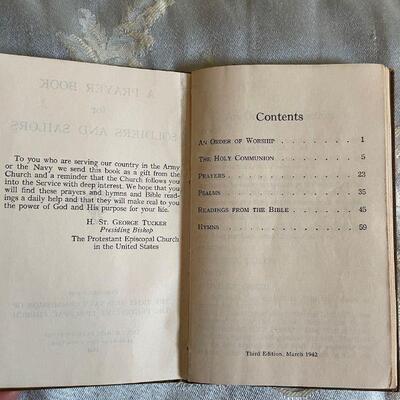 To you who are serving our country in the Army
or the Navy we send this book as a gift from the
Church and a reminder that the Church follows you
into the Service with deep interest. We hope that you
will find these prayers and hymns and Bible read-
ings a daily help and that they will make real to you
the power of God and His purpose for your life.
H. St. George Tucker
Presiding Bishop
The Protestant Episcopal Church
in the United States
Contents
An Order of Worship . . . . . . . 1
The Holy Communion . . . . . . . 5
Prayers . . . . . . . . . . . 23
Psalms . . . . . . . . . . . 35
Readings from the Bible . . . . . . 45
Hymns . . . . . . . . . . . 59
Third Edition, March 1942
A PRAYER BOOK
for
SOLDIERS AND SAILORS